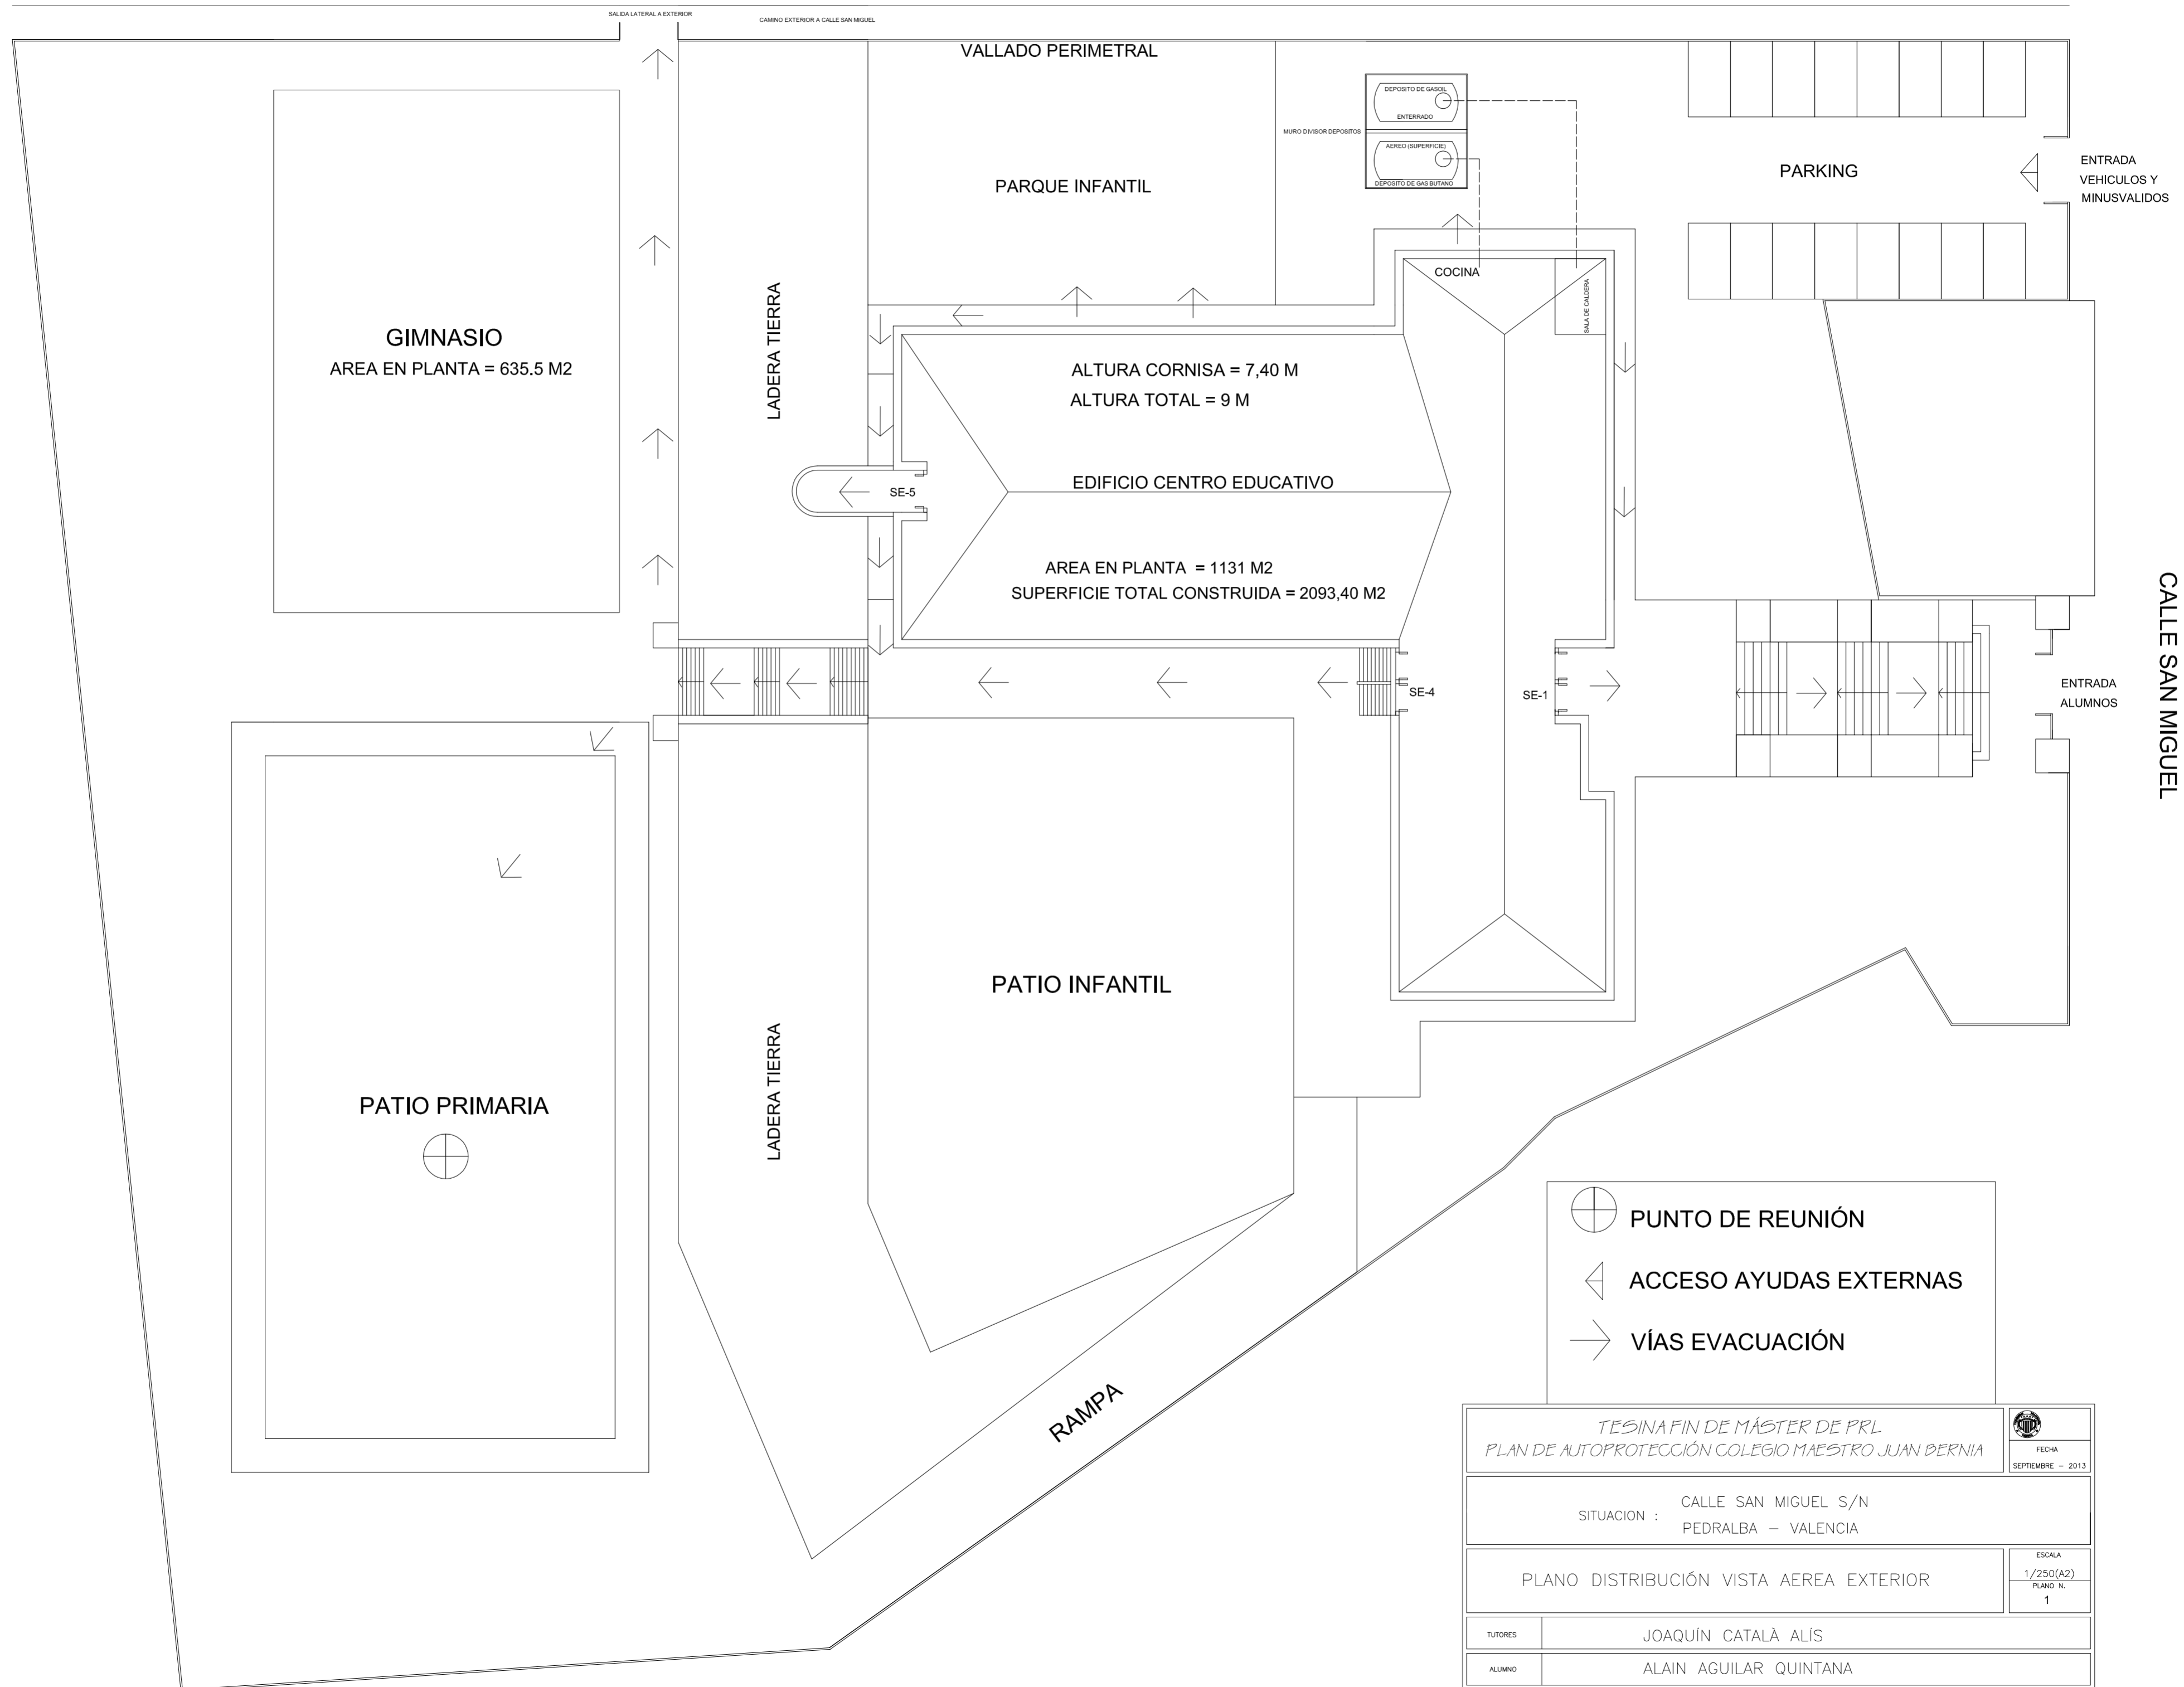 SALIDA LATERAL A EXTERIOR
CAMINO EXTERIOR A CALLE SAN MIGUEL
VALLADO PERIMETRAL
DEPOSITO DE GASOIL
ENTERRADO
MURO DIVISOR DEPOSITOS
AEREO (SUPERFICIE)
DEPOSITO DE GAS BUTANO
PARQUE INFANTIL
PARKING
ENTRADA
VEHICULOS Y
MINUSVALIDOS
COCINA
SALA DE CALDERA
LADERA TIERRA
GIMNASIO
AREA EN PLANTA = 635.5 M2
ALTURA CORNISA = 7,40 M
ALTURA TOTAL = 9 M
EDIFICIO CENTRO EDUCATIVO
SE-5
AREA EN PLANTA = 1131 M2
SUPERFICIE TOTAL CONSTRUIDA = 2093,40 M2
SE-4
SE-1
ENTRADA
ALUMNOS
CALLE SAN MIGUEL
PATIO INFANTIL
LADERA TIERRA
PATIO PRIMARIA
RAMPA
PUNTO DE REUNIÓN
ACCESO AYUDAS EXTERNAS
VÍAS EVACUACIÓN
TESINA FIN DE MÁSTER DE PRL
PLAN DE AUTOPROTECCIÓN COLEGIO MAESTRO JUAN BERNIA
FECHA
SEPTIEMBRE - 2013
SITUACION :
CALLE SAN MIGUEL S/N
PEDRALBA - VALENCIA
PLANO DISTRIBUCIÓN VISTA AEREA EXTERIOR
ESCALA
1/250(A2)
PLANO N.
1
TUTORES
JOAQUÍN CATALÀ ALÍS
ALUMNO
ALAIN AGUILAR QUINTANA